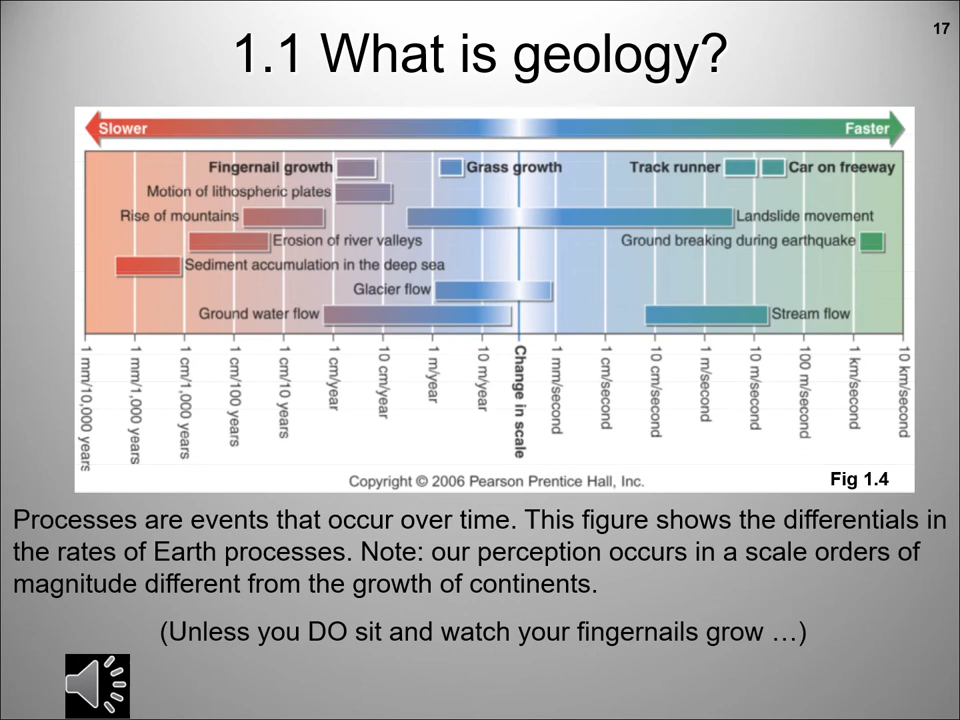 17
1.1 What is geology?
Slower
Faster
Fingernail growth
Grass growth
Track runner
Car on freeway
Motion of lithospheric plates
Rise of mountains
Landslide movement
Erosion of river valleys
Ground breaking during earthquake
Sediment accumulation in the deep sea
Glacier flow
Ground water flow
Stream flow
1 mm/10,000 years
1 mm/1,000 years
1 cm/1,000 years
1 cm/100 years
1 cm/10 years
1 cm/year
10 cm/year
1 m/year
10 m/year
Change in scale
1 mm/second
1 cm/second
10 cm/second
1 m/second
10 m/second
100 m/second
1 km/second
10 km/second
Copyright © 2006 Pearson Prentice Hall, Inc.
Fig 1.4
Processes are events that occur over time. This figure shows the differentials in
the rates of Earth processes. Note: our perception occurs in a scale orders of
magnitude different from the growth of continents.
(Unless you DO sit and watch your fingernails grow …)